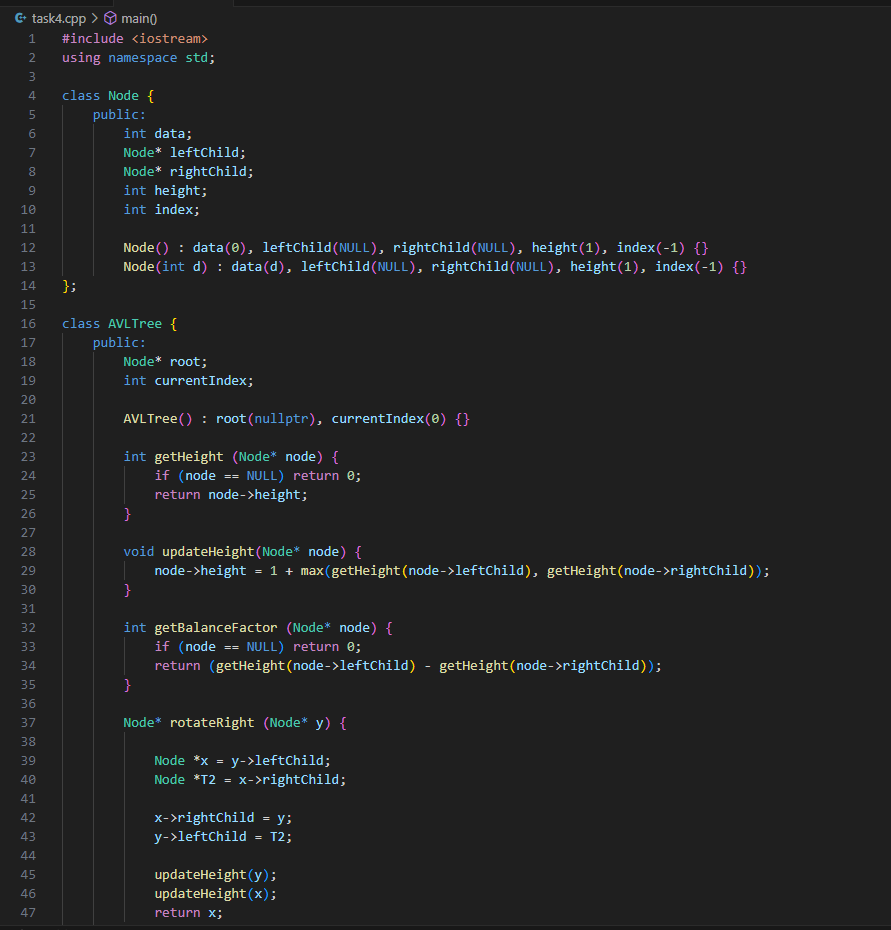 task4.cpp > main()
1 #include <iostream>
2 using namespace std;
3
4 class Node {
5     public:
6         int data;
7         Node* leftChild;
8         Node* rightChild;
9         int height;
10         int index;
11
12         Node() : data(0), leftChild(NULL), rightChild(NULL), height(1), index(-1) {}
13         Node(int d) : data(d), leftChild(NULL), rightChild(NULL), height(1), index(-1) {}
14 };
15
16 class AVLTree {
17     public:
18         Node* root;
19         int currentIndex;
20
21         AVLTree() : root(nullptr), currentIndex(0) {}
22
23         int getHeight (Node* node) {
24             if (node == NULL) return 0;
25             return node->height;
26         }
27
28         void updateHeight(Node* node) {
29             node->height = 1 + max(getHeight(node->leftChild), getHeight(node->rightChild));
30         }
31
32         int getBalanceFactor (Node* node) {
33             if (node == NULL) return 0;
34             return (getHeight(node->leftChild) - getHeight(node->rightChild));
35         }
36
37         Node* rotateRight (Node* y) {
38
39             Node *x = y->leftChild;
40             Node *T2 = x->rightChild;
41
42             x->rightChild = y;
43             y->leftChild = T2;
44
45             updateHeight(y);
46             updateHeight(x);
47             return x;